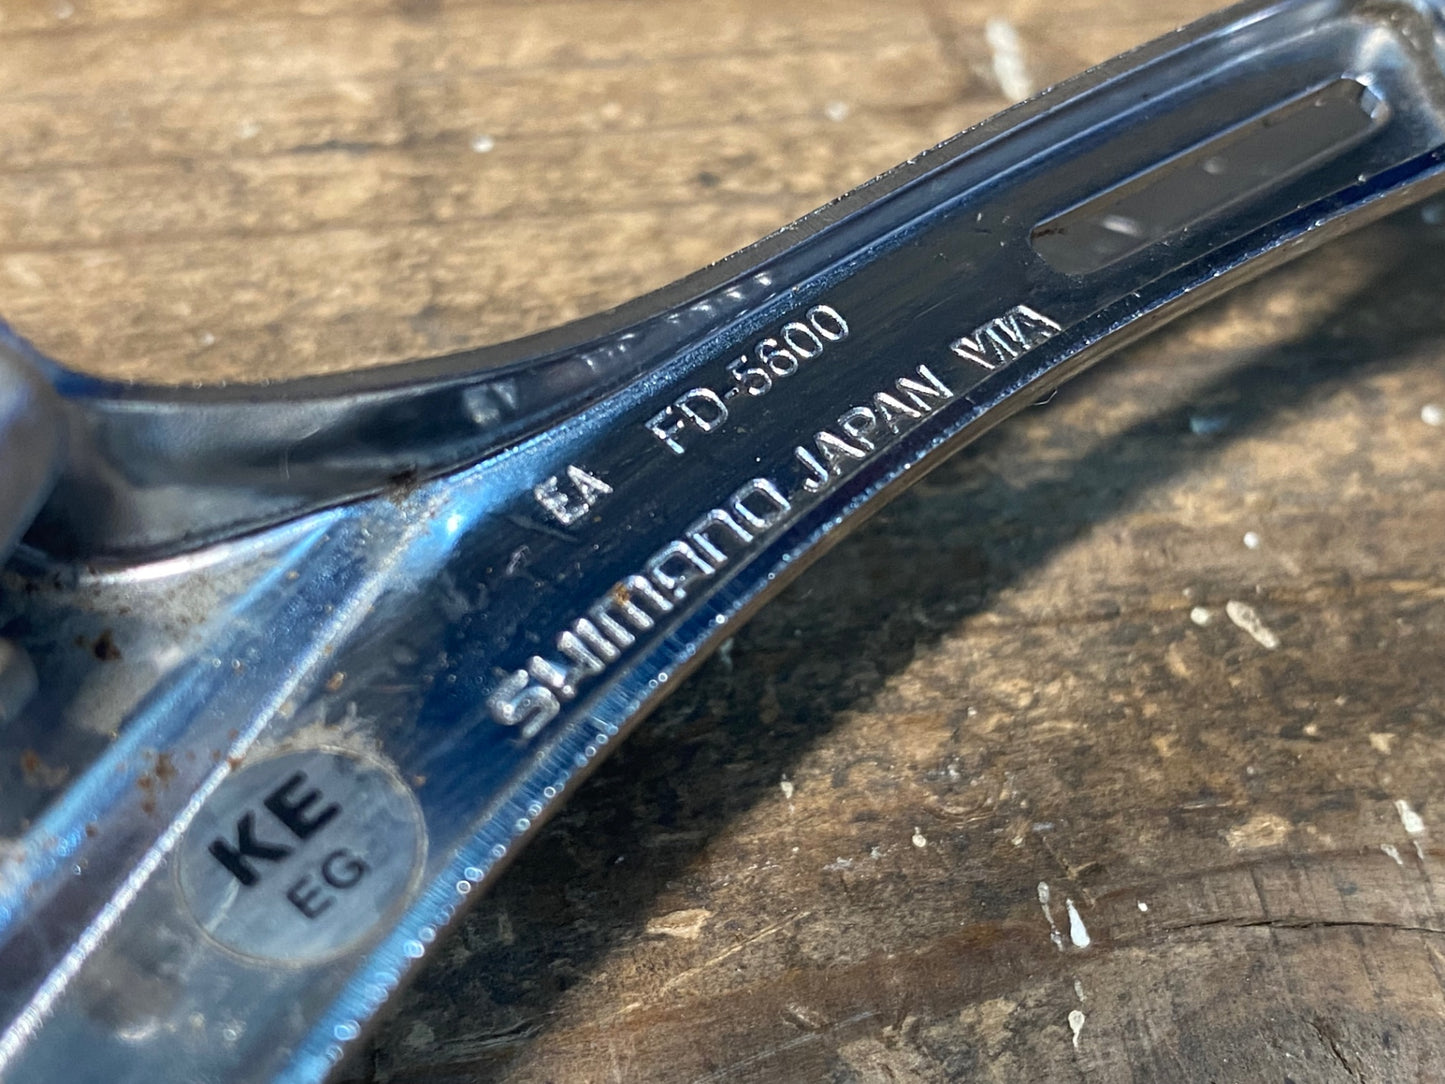 EA FD-5600
SHIMANO JAPAN VIA
KE
EG